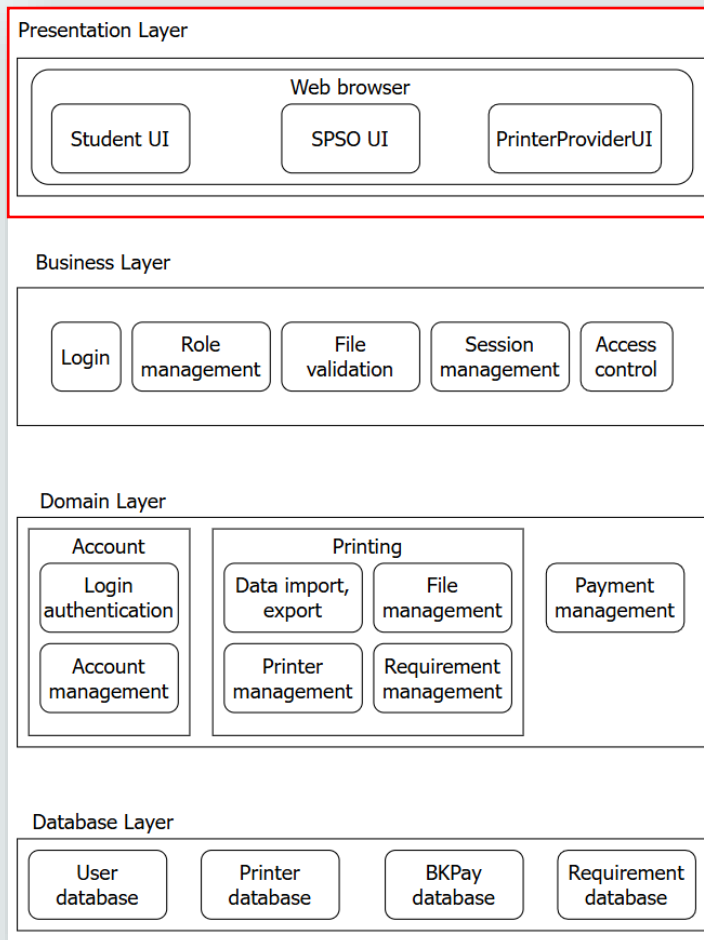 Presentation Layer
Web browser
Student UI
SPSO UI
PrinterProviderUI
Business Layer
Login
Role
management
File
validation
Session
management
Access
control
Domain Layer
Account
Login
authentication
Account
management
Printing
Data import,
export
File
management
Printer
management
Requirement
management
Payment
management
Database Layer
User
database
Printer
database
BKPay
database
Requirement
database